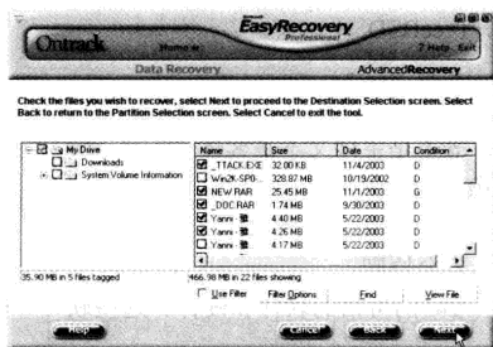 Ontrack
EasyRecovery
Professional
Home
? Help Exit
Data Recovery
AdvancedRecovery
Check the files you wish to recover, select Next to proceed to the Destination Selection screen. Select
Back to return to the Partition Selection screen. Select Cancel to exit the tool.
My Drive
Downloads
System Volume Information
Name Size Date Condition
_TTACK.EXE 32.00 KB 11/4/2003 D
Win2K-SP0-... 328.87 MB 10/19/2002 D
NEW.RAR 25.45 MB 11/1/2003 G
_DOC.RAR 1.74 MB 9/30/2003 D
Yanni - 4.40 MB 5/22/2003 D
Yanni - 4.26 MB 5/22/2003 D
Yanni - 4.17 MB 5/22/2003 D
35.90 MB in 5 files tagged
466.98 MB in 22 files showing
Use Filter Filter Options Find View File
Help Cancel Back Next